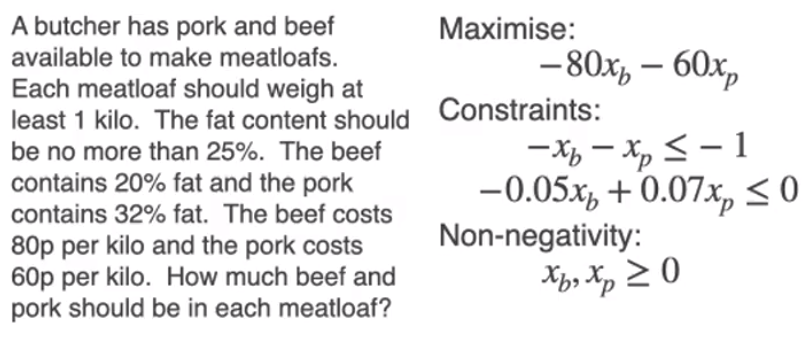 A butcher has pork and beef
available to make meatloafs.
Each meatloaf should weigh at
least 1 kilo. The fat content should
be no more than 25%. The beef
contains 20% fat and the pork
contains 32% fat. The beef costs
80p per kilo and the pork costs
60p per kilo. How much beef and
pork should be in each meatloaf?
Maximise:
−80x_b − 60x_p
Constraints:
−x_b − x_p ≤ − 1
−0.05x_b + 0.07x_p ≤ 0
Non-negativity:
x_b, x_p ≥ 0